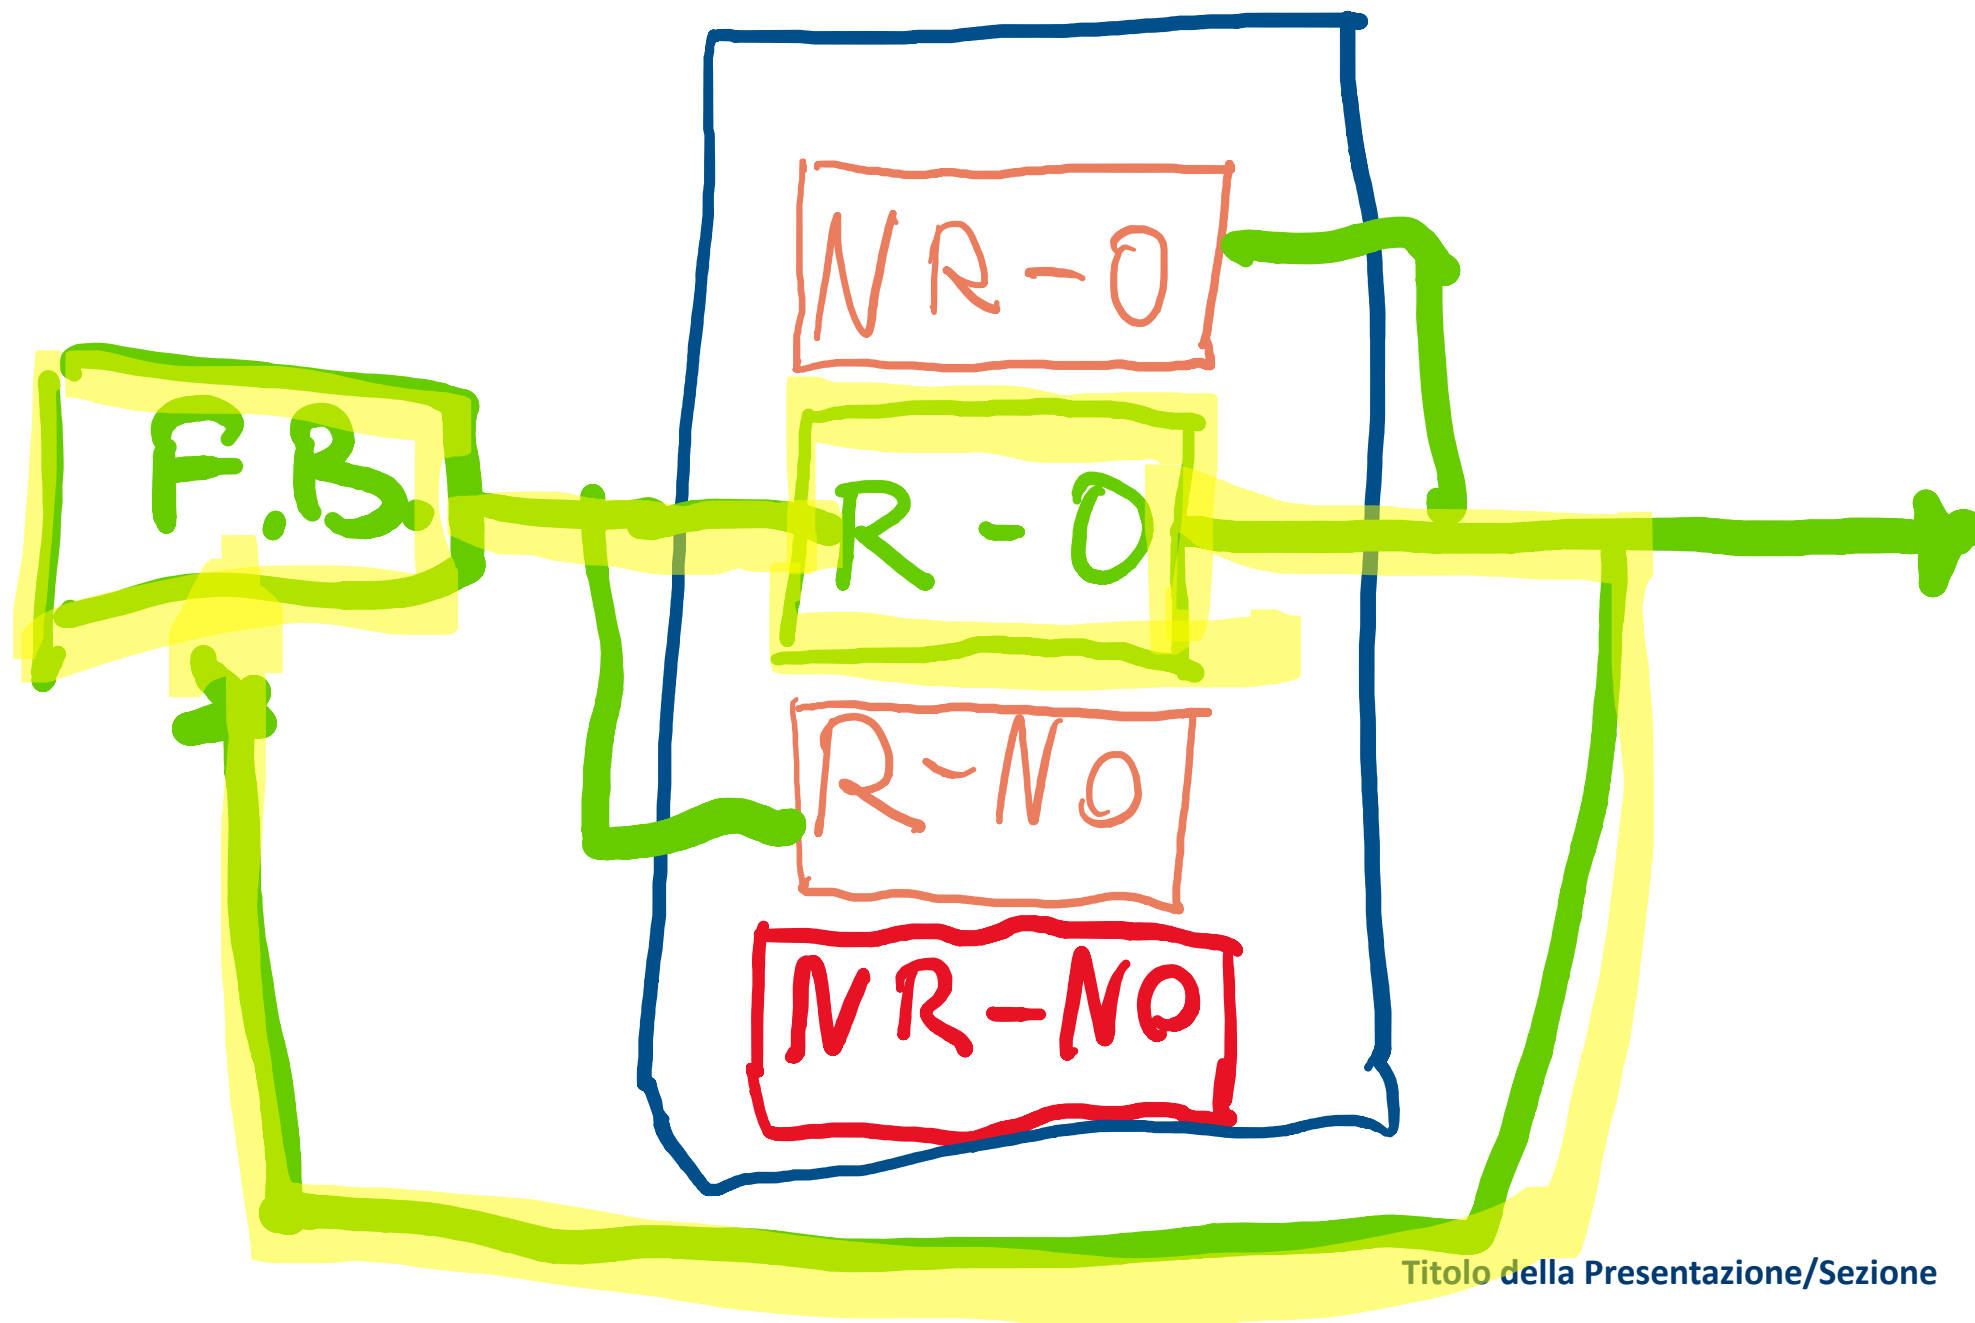 NR-O
F.B.
R-O
R-NO
NR-NO
Titolo della Presentazione/Sezione